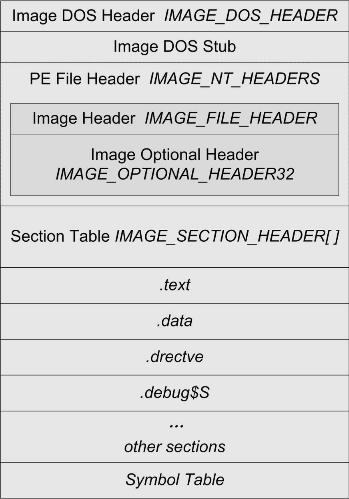 Image DOS Header IMAGE_DOS_HEADER
Image DOS Stub
PE File Header IMAGE_NT_HEADERS
Image Header IMAGE_FILE_HEADER
Image Optional Header
IMAGE_OPTIONAL_HEADER32
Section Table IMAGE_SECTION_HEADER[ ]
.text
.data
.drectve
.debug$S
...
other sections
Symbol Table